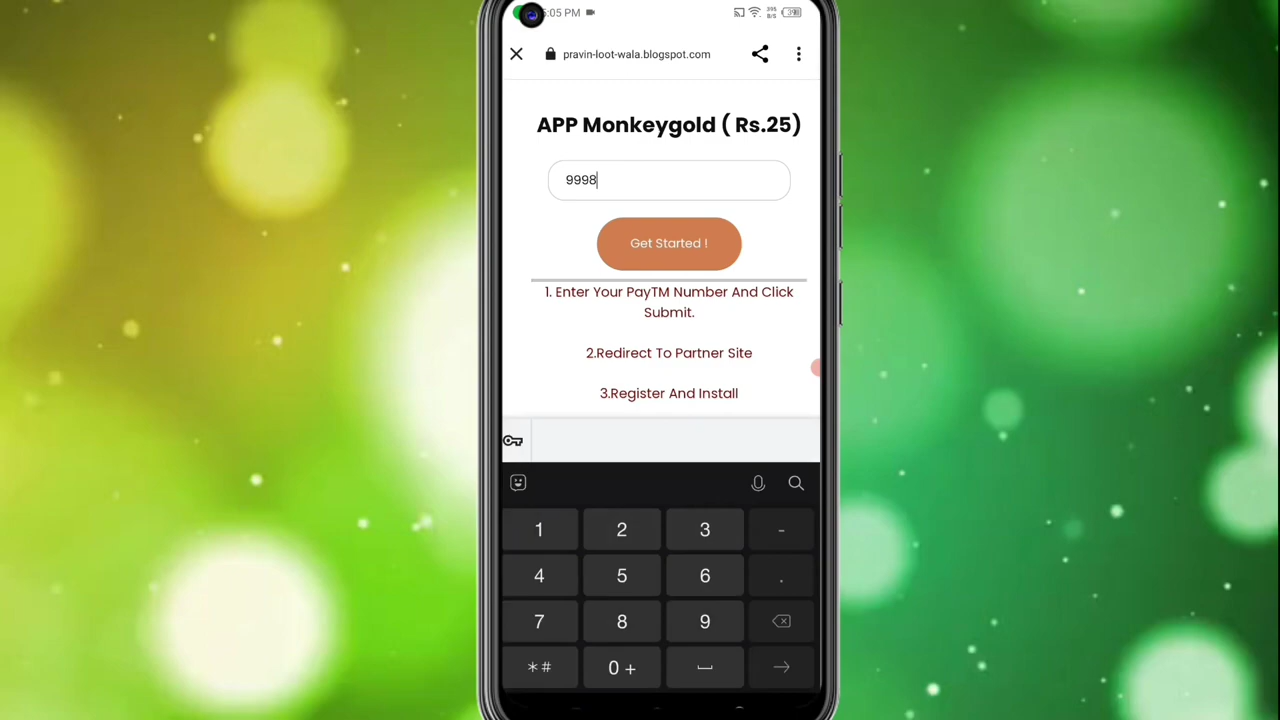 5:05 PM
395 B/S
398
pravin-loot-wala.blogspot.com
APP Monkeygold ( Rs.25)
9998
Get Started !
1. Enter Your PayTM Number And Click
Submit.
2.Redirect To Partner Site
3.Register And Install
1 2 3 -
4 5 6 .
7 8 9
*# 0 +